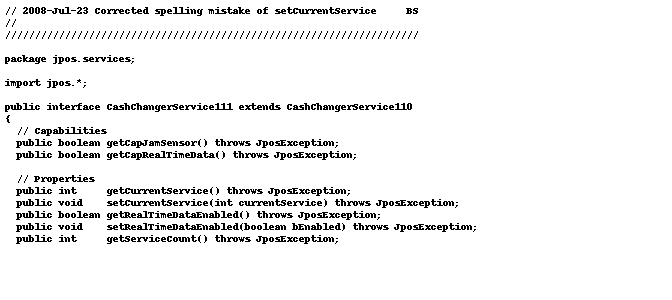 // 2008-Jul-23 Corrected spelling mistake of setCurrentService     BS
//
/////////////////////////////////////////////////////////////////////

package jpos.services;

import jpos.*;

public interface CashChangerService111 extends CashChangerService110
{
  // Capabilities
  public boolean getCapJamSensor() throws JposException;
  public boolean getCapRealTimeData() throws JposException;

  // Properties
  public int     getCurrentService() throws JposException;
  public void    setCurrentService(int currentService) throws JposException;
  public boolean getRealTimeDataEnabled() throws JposException;
  public void    setRealTimeDataEnabled(boolean bEnabled) throws JposException;
  public int     getServiceCount() throws JposException;